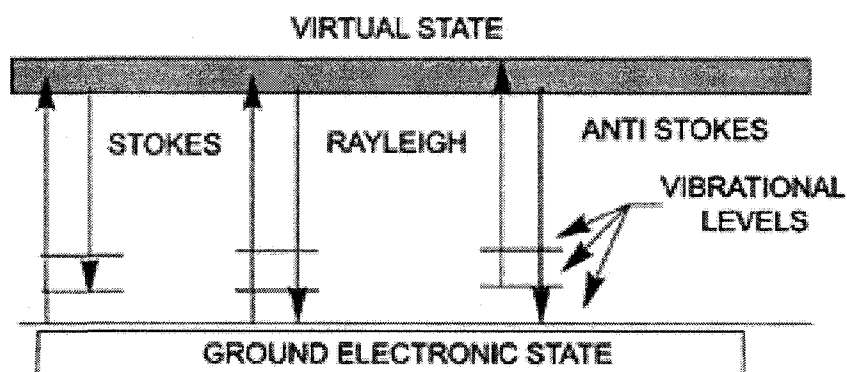 VIRTUAL STATE
STOKES
RAYLEIGH
ANTI STOKES
VIBRATIONAL
LEVELS
GROUND ELECTRONIC STATE